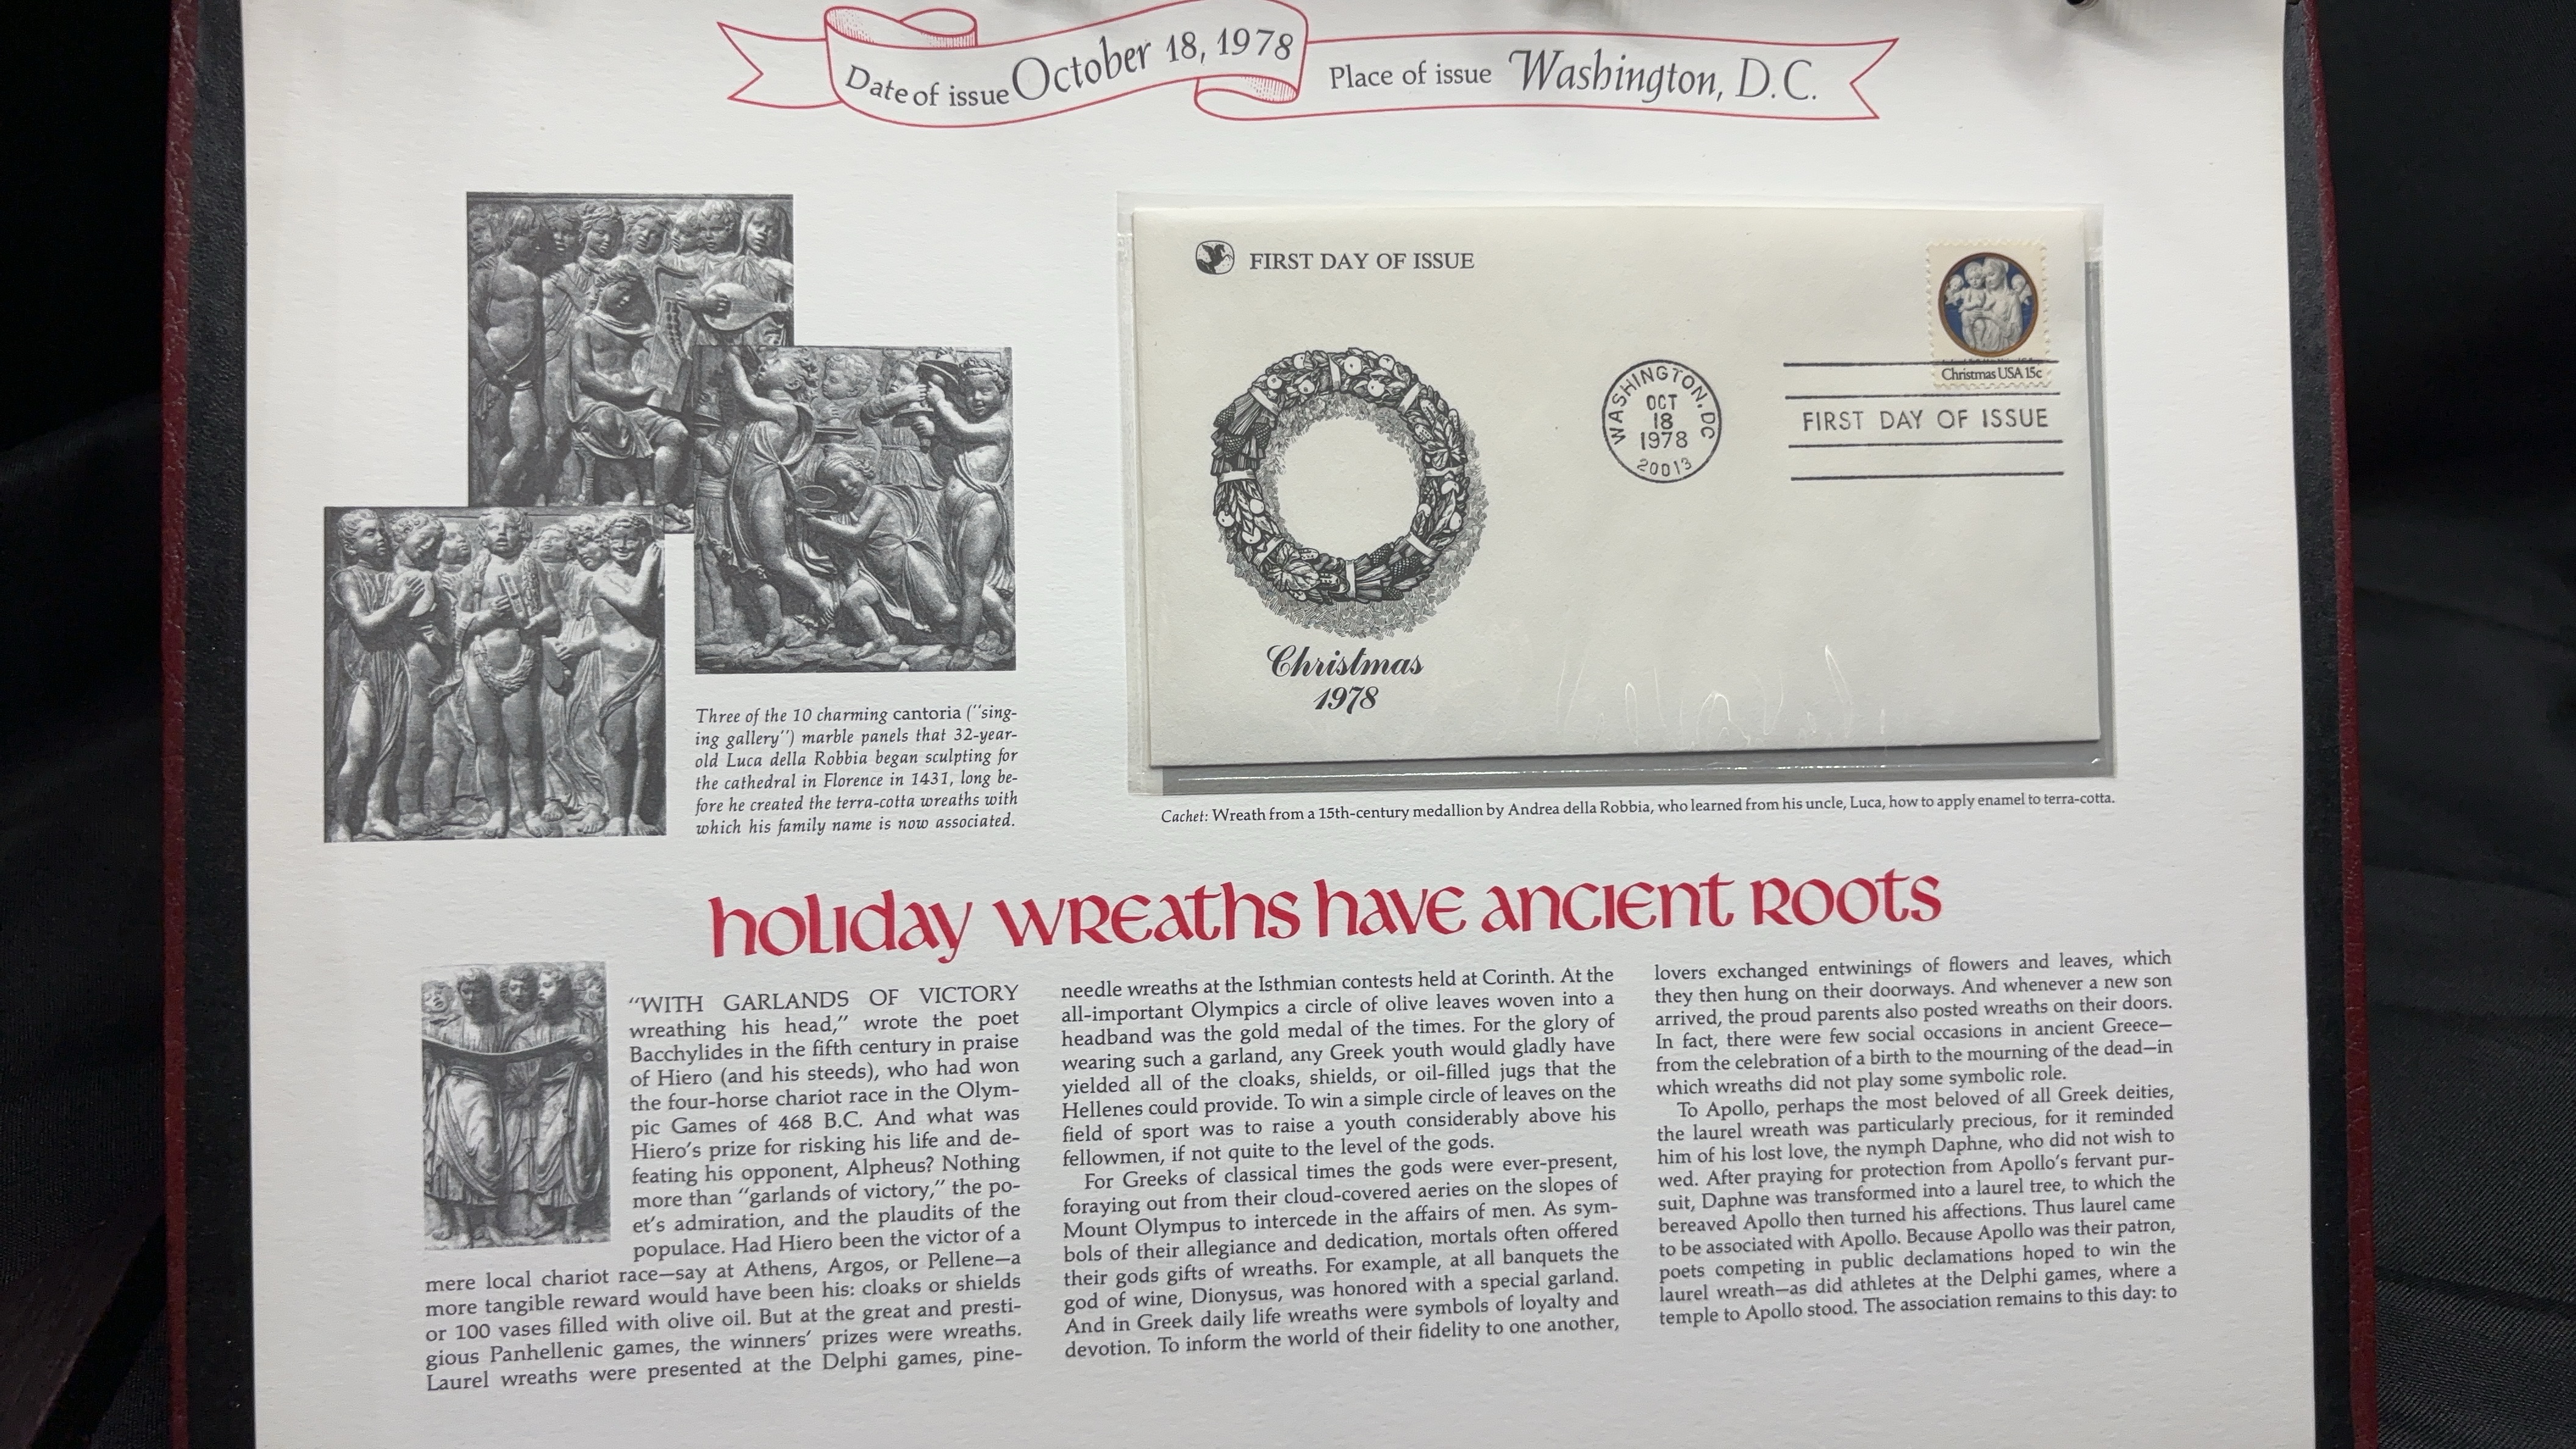 Date of issue October 18, 1978
Place of issue Washington, D.C.
FIRST DAY OF ISSUE
Christmas USA 15c
WASHINGTON, DC
OCT
18
1978
20013
FIRST DAY OF ISSUE
Christmas
1978
Three of the 10 charming cantoria ("sing-
ing gallery") marble panels that 32-year-
old Luca della Robbia began sculpting for
the cathedral in Florence in 1431, long be-
fore he created the terra-cotta wreaths with
which his family name is now associated.
Cachet: Wreath from a 15th-century medallion by Andrea della Robbia, who learned from his uncle, Luca, how to apply enamel to terra-cotta.
holiday wreaths have ancient roots
"WITH GARLANDS OF VICTORY
wreathing his head," wrote the poet
Bacchylides in the fifth century in praise
of Hiero (and his steeds), who had won
the four-horse chariot race in the Olym-
pic Games of 468 B.C. And what was
Hiero's prize for risking his life and de-
feating his opponent, Alpheus? Nothing
more than "garlands of victory," the po-
et's admiration, and the plaudits of the
populace. Had Hiero been the victor of a
mere local chariot race—say at Athens, Argos, or Pellene—a
more tangible reward would have been his: cloaks or shields
or 100 vases filled with olive oil. But at the great and presti-
gious Panhellenic games, the winners' prizes were wreaths.
Laurel wreaths were presented at the Delphi games, pine-
needle wreaths at the Isthmian contests held at Corinth. At the
all-important Olympics a circle of olive leaves woven into a
headband was the gold medal of the times. For the glory of
wearing such a garland, any Greek youth would gladly have
yielded all of the cloaks, shields, or oil-filled jugs that the
Hellenes could provide. To win a simple circle of leaves on the
field of sport was to raise a youth considerably above his
fellowmen, if not quite to the level of the gods.
For Greeks of classical times the gods were ever-present,
foraying out from their cloud-covered aeries on the slopes of
Mount Olympus to intercede in the affairs of men. As sym-
bols of their allegiance and dedication, mortals often offered
their gods gifts of wreaths. For example, at all banquets the
god of wine, Dionysus, was honored with a special garland.
And in Greek daily life wreaths were symbols of loyalty and
devotion. To inform the world of their fidelity to one another,
lovers exchanged entwinings of flowers and leaves, which
they then hung on their doorways. And whenever a new son
arrived, the proud parents also posted wreaths on their doors.
In fact, there were few social occasions in ancient Greece—
from the celebration of a birth to the mourning of the dead—in
which wreaths did not play some symbolic role.
To Apollo, perhaps the most beloved of all Greek deities,
the laurel wreath was particularly precious, for it reminded
him of his lost love, the nymph Daphne, who did not wish to
wed. After praying for protection from Apollo's fervant pur-
suit, Daphne was transformed into a laurel tree, to which the
bereaved Apollo then turned his affections. Thus laurel came
to be associated with Apollo. Because Apollo was their patron,
poets competing in public declamations hoped to win the
laurel wreath—as did athletes at the Delphi games, where a
temple to Apollo stood. The association remains to this day: to